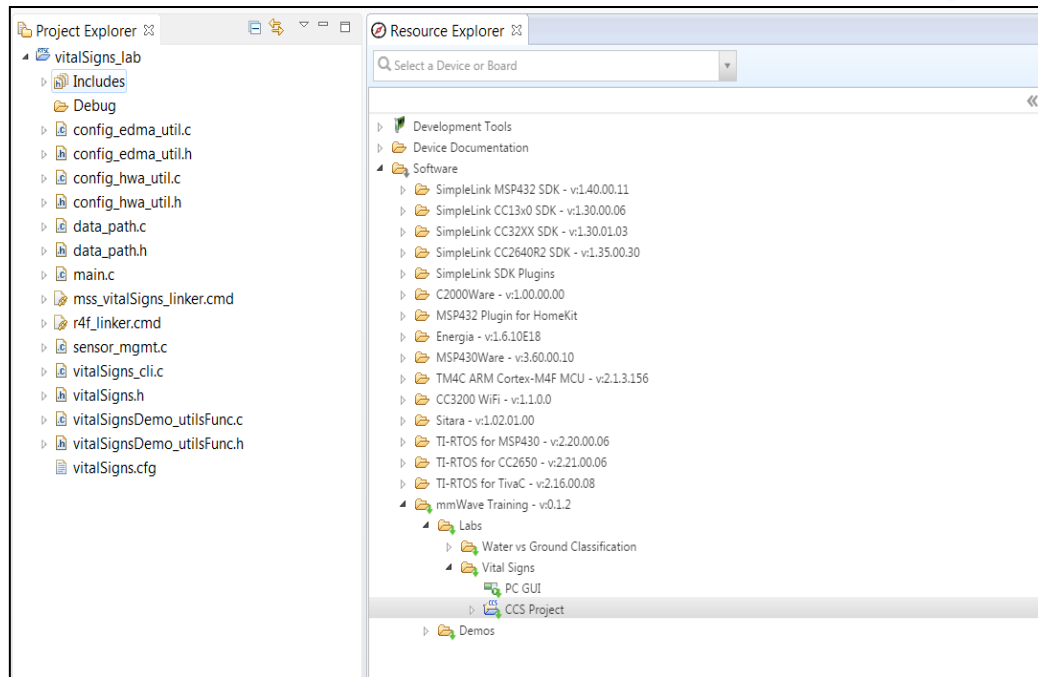 Project Explorer
vitalSigns_lab
Includes
Debug
config_edma_util.c
config_edma_util.h
config_hwa_util.c
config_hwa_util.h
data_path.c
data_path.h
main.c
mss_vitalSigns_linker.cmd
r4f_linker.cmd
sensor_mgmt.c
vitalSigns_cli.c
vitalSigns.h
vitalSignsDemo_utilsFunc.c
vitalSignsDemo_utilsFunc.h
vitalSigns.cfg
Resource Explorer
Select a Device or Board
Development Tools
Device Documentation
Software
SimpleLink MSP432 SDK - v:1.40.00.11
SimpleLink CC13x0 SDK - v:1.30.00.06
SimpleLink CC32XX SDK - v:1.30.01.03
SimpleLink CC2640R2 SDK - v:1.35.00.30
SimpleLink SDK Plugins
C2000Ware - v:1.00.00.00
MSP432 Plugin for HomeKit
Energia - v:1.6.10E18
MSP430Ware - v:3.60.00.10
TM4C ARM Cortex-M4F MCU - v:2.1.3.156
CC3200 WiFi - v:1.1.0.0
Sitara - v:1.02.01.00
TI-RTOS for MSP430 - v:2.20.00.06
TI-RTOS for CC2650 - v:2.21.00.06
TI-RTOS for TivaC - v:2.16.00.08
mmWave Training - v:0.1.2
Labs
Water vs Ground Classification
Vital Signs
PC GUI
CCS Project
Demos